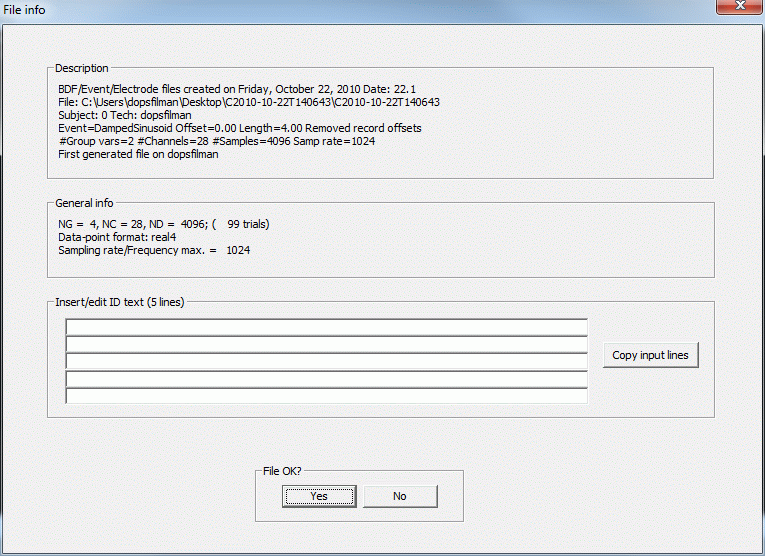 File info
Description
BDF/Event/Electrode files created on Friday, October 22, 2010 Date: 22.1
File: C:\Users\dopsfilman\Desktop\C2010-10-22T140643\C2010-10-22T140643
Subject: 0 Tech: dopsfilman
Event=DampedSinusoid Offset=0.00 Length=4.00 Removed record offsets
#Group vars=2 #Channels=28 #Samples=4096 Samp rate=1024
First generated file on dopsfilman
General info
NG = 4, NC = 28, ND = 4096; ( 99 trials)
Data-point format: real4
Sampling rate/Frequency max. = 1024
Insert/edit ID text (5 lines)
Copy input lines
File OK?
Yes No